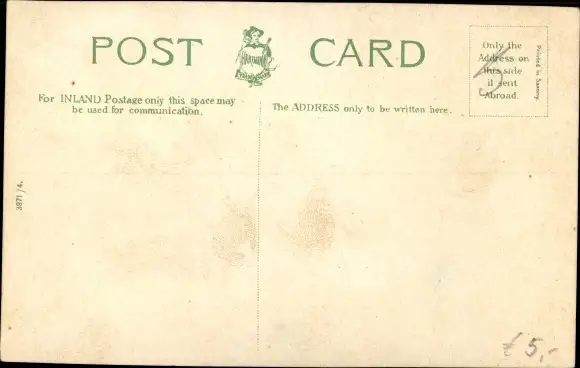 POST CARD
Only the
Address on
this side
if sent
Abroad.
Printed in Saxony.
For INLAND Postage only this space may
be used for communication.
The ADDRESS only to be written here.
3971/4.
£ 5,-